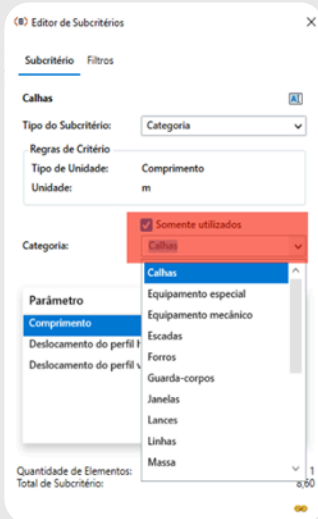 (B) Editor de Subcritérios
Subcritério Filtros
Calhas
Tipo do Subcritério: Categoria
Regras de Critério
Tipo de Unidade: Comprimento
Unidade: m
Somente utilizados
Categoria: Calhas
Calhas
Equipamento especial
Equipamento mecânico
Escadas
Forros
Guarda-corpos
Janelas
Lances
Linhas
Massa
Parâmetro
Comprimento
Deslocamento do perfil
Deslocamento do perfil
Quantidade de Elementos: 1
Total de Subcritério: 8,60